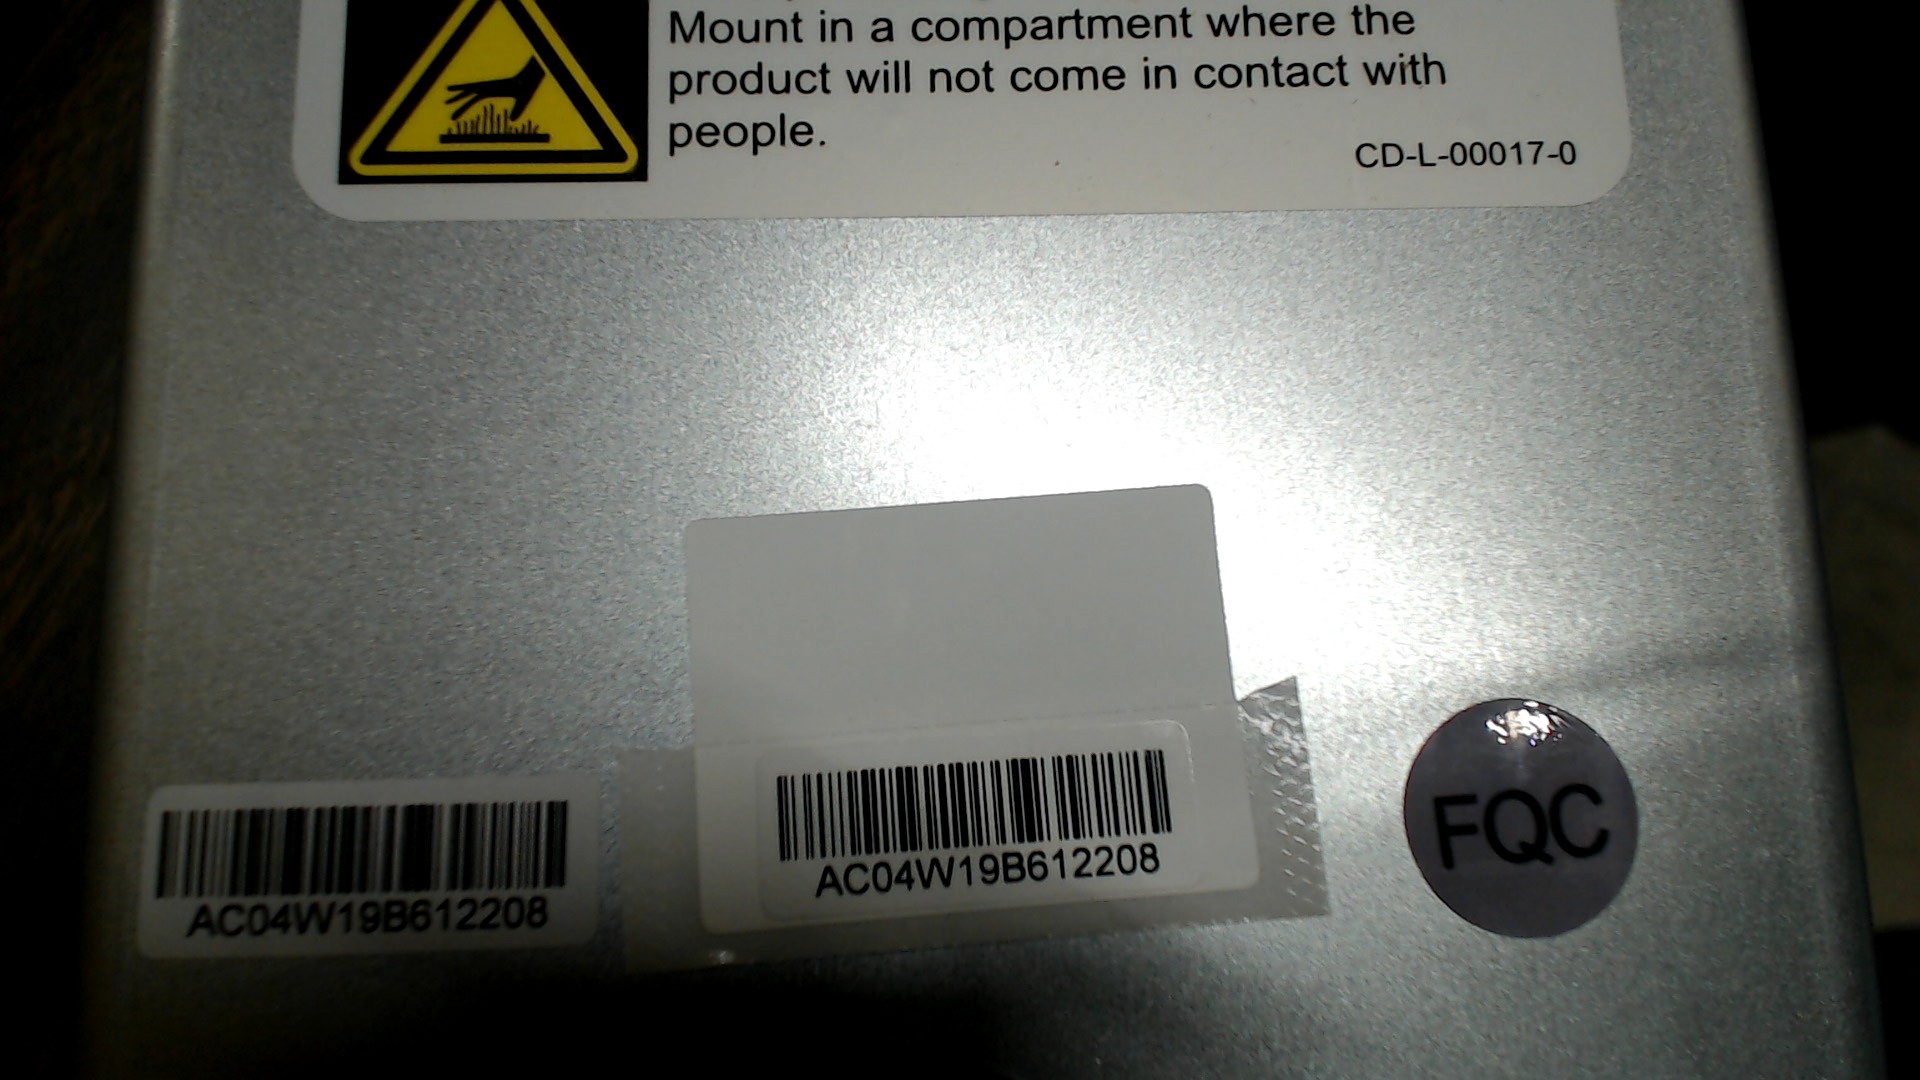 Mount in a compartment where the
product will not come in contact with
people.
CD-L-00017-0
AC04W19B612208
AC04W19B612208
FQC